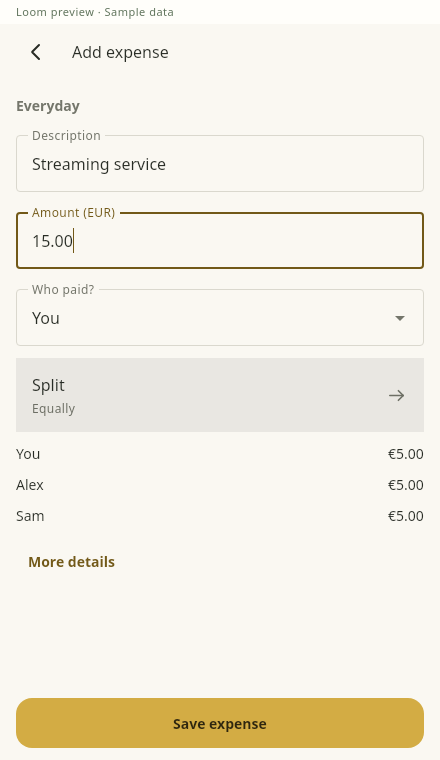 Loom preview · Sample data
Add expense
Everyday
Description
Streaming service
Amount (EUR)
15.00
Who paid?
You
Split
Equally
You €5.00
Alex €5.00
Sam €5.00
More details
Save expense